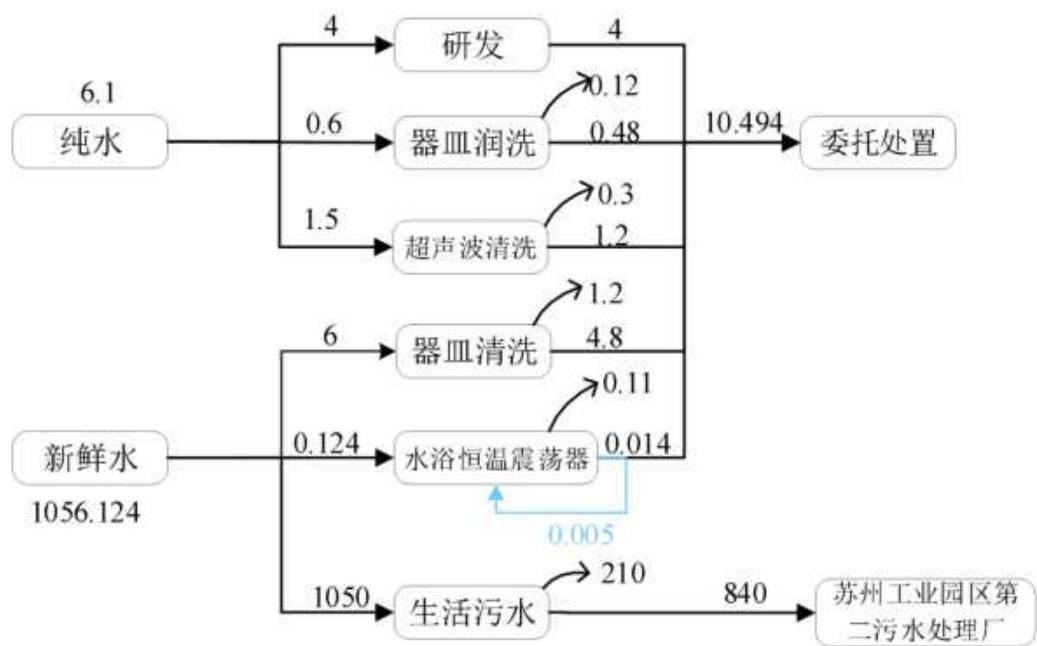 4
研发
4
6.1
纯水
0.6
器皿润洗
0.12
0.48
10.494
委托处置
1.5
超声波清洗
0.3
1.2
6
器皿清洗
1.2
4.8
新鲜水
1056.124
0.124
水浴恒温震荡器
0.11
0.014
0.005
1050
生活污水
210
840
苏州工业园区第
二污水处理厂